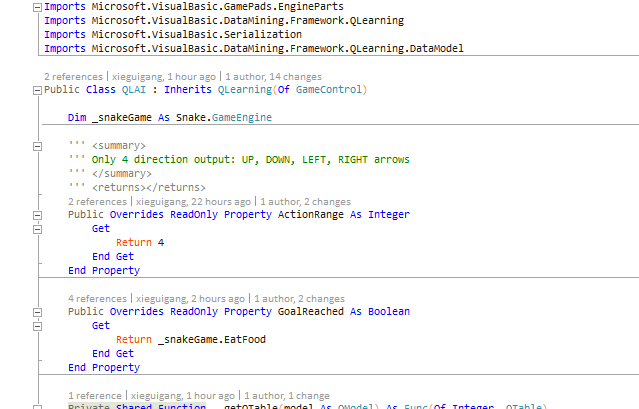 Imports Microsoft.VisualBasic.GamePads.EngineParts
Imports Microsoft.VisualBasic.DataMining.Framework.QLearning
Imports Microsoft.VisualBasic.Serialization
Imports Microsoft.VisualBasic.DataMining.Framework.QLearning.DataModel
2 references | xieguigang, 1 hour ago | 1 author, 14 changes
Public Class QLAI : Inherits QLearning(Of GameControl)
Dim _snakeGame As Snake.GameEngine
''' <summary>
''' Only 4 direction output: UP, DOWN, LEFT, RIGHT arrows
''' </summary>
''' <returns></returns>
2 references | xieguigang, 22 hours ago | 1 author, 2 changes
Public Overrides ReadOnly Property ActionRange As Integer
Get
Return 4
End Get
End Property
4 references | xieguigang, 2 hours ago | 1 author, 2 changes
Public Overrides ReadOnly Property GoalReached As Boolean
Get
Return _snakeGame.EatFood
End Get
End Property
1 reference | xieguigang, 1 hour ago | 1 author, 1 change
Private Shared Function __getQTable(model As QModel) As Func(Of Integer, QTable)